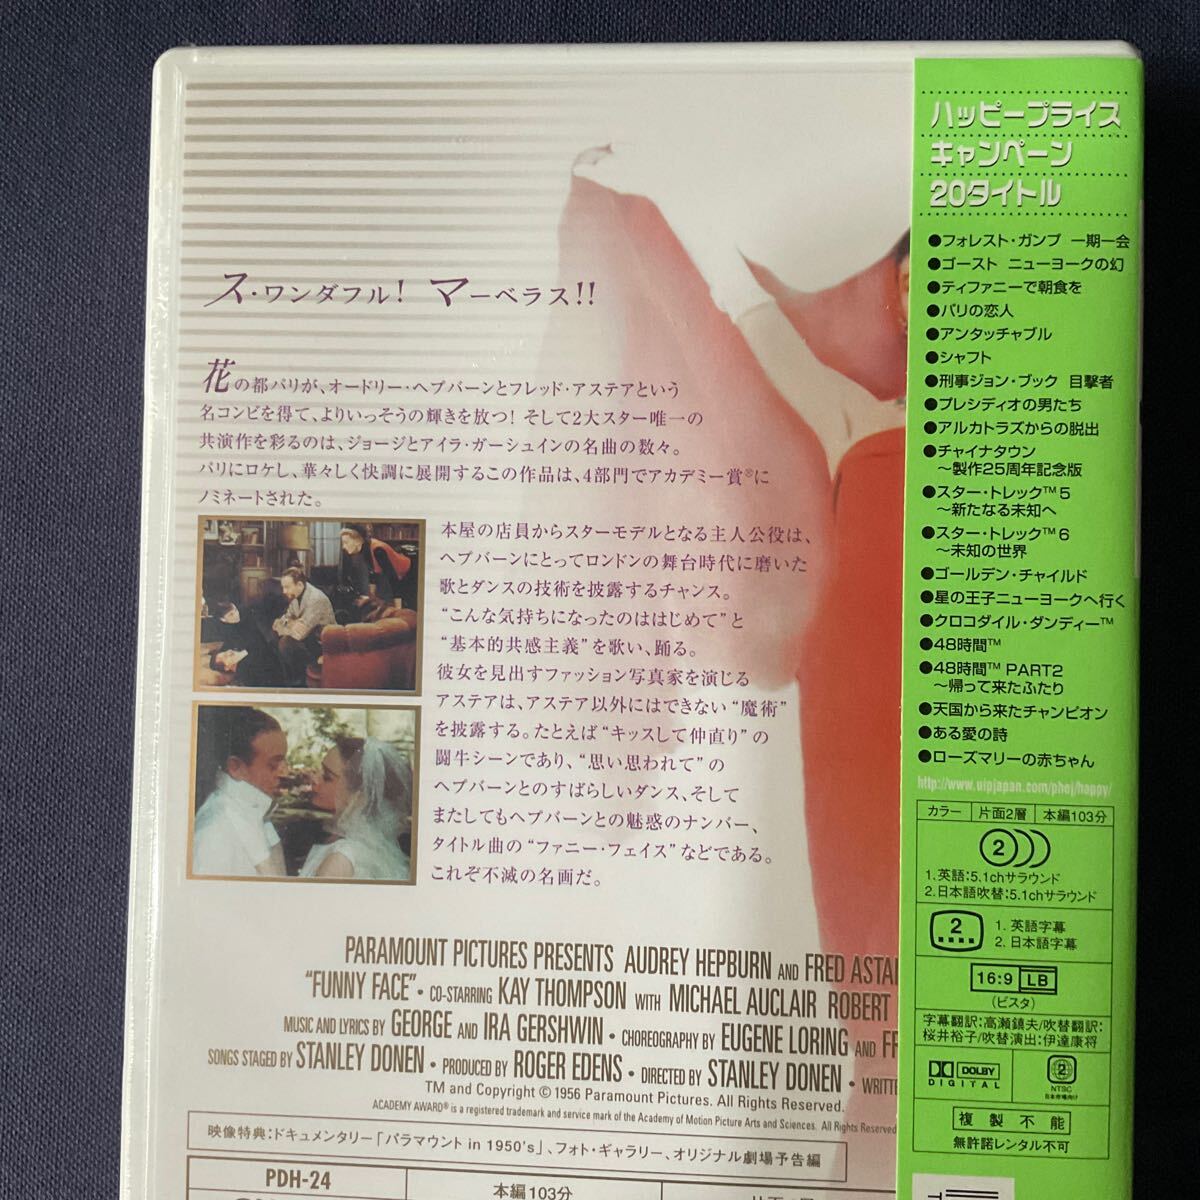 ス・ワンダフル! マーベラス!!
花の都パリが、オードリー・ヘプバーンとフレッド・アステアという
名コンビを得て、よりいっそうの輝きを放つ! そして2大スター唯一の
共演作を彩るのは、ジョージとアイラ・ガーシュインの名曲の数々。
パリにロケし、華々しく快調に展開するこの作品は、4部門でアカデミー賞®に
ノミネートされた。
本屋の店員からスターモデルとなる主人公役は、
ヘプバーンにとってロンドンの舞台時代に磨いた
歌とダンスの技術を披露するチャンス。
“こんな気持ちになったのははじめて”と
“基本的共感主義”を歌い、踊る。
彼女を見出すファッション写真家を演じる
アステアは、アステア以外にはできない“魔術”
を披露する。たとえば“キッスして仲直り”の
闘牛シーンであり、“思い思われて”の
ヘプバーンとのすばらしいダンス、そして
またしてもヘプバーンとの魅惑のナンバー、
タイトル曲の“ファニー・フェイス”などである。
これぞ不滅の名画だ。
PARAMOUNT PICTURES PRESENTS AUDREY HEPBURN AND FRED ASTA
“FUNNY FACE”・CO-STARRING KAY THOMPSON WITH MICHAEL AUCLAIR ROBERT
MUSIC AND LYRICS BY GEORGE AND IRA GERSHWIN・CHOREOGRAPHY BY EUGENE LORING AND FR
SONGS STAGED BY STANLEY DONEN・PRODUCED BY ROGER EDENS・DIRECTED BY STANLEY DONEN・WRITT
TM and Copyright © 1956 Paramount Pictures. All Rights Reserved.
ACADEMY AWARD® is a registered trademark and service mark of the Academy of Motion Picture Arts and Sciences. All Rights Reserved
映像特典:ドキュメンタリー「パラマウント in 1950's」、フォト・ギャラリー、オリジナル劇場予告編
PDH-24
本編103分
ハッピープライス
キャンペーン
20タイトル
●フォレスト・ガンプ 一期一会
●ゴースト ニューヨークの幻
●ティファニーで朝食を
●パリの恋人
●アンタッチャブル
●シャフト
●刑事ジョン・ブック 目撃者
●プレシディオの男たち
●アルカトラズからの脱出
●チャイナタウン
～製作25周年記念版
●スター・トレック™5
～新たなる未知へ
●スター・トレック™6
～未知の世界
●ゴールデン・チャイルド
●星の王子ニューヨークへ行く
●クロコダイル・ダンディー™
●48時間™
●48時間™ PART2
～帰って来たふたり
●天国から来たチャンピオン
●ある愛の詩
●ローズマリーの赤ちゃん
http://www.uipjapan.com/phej/happy/
カラー 片面2層 本編103分
2
1.英語:5.1chサラウンド
2.日本語吹替:5.1chサラウンド
2
1. 英語字幕
2. 日本語字幕
16:9 LB
(ビスタ)
字幕翻訳:高瀬鎮夫/吹替翻訳:
桜井裕子/吹替演出:伊達康将
DOLBY
DIGITAL
2
NTSC
日本市場向け
複製不能
無許諾レンタル不可